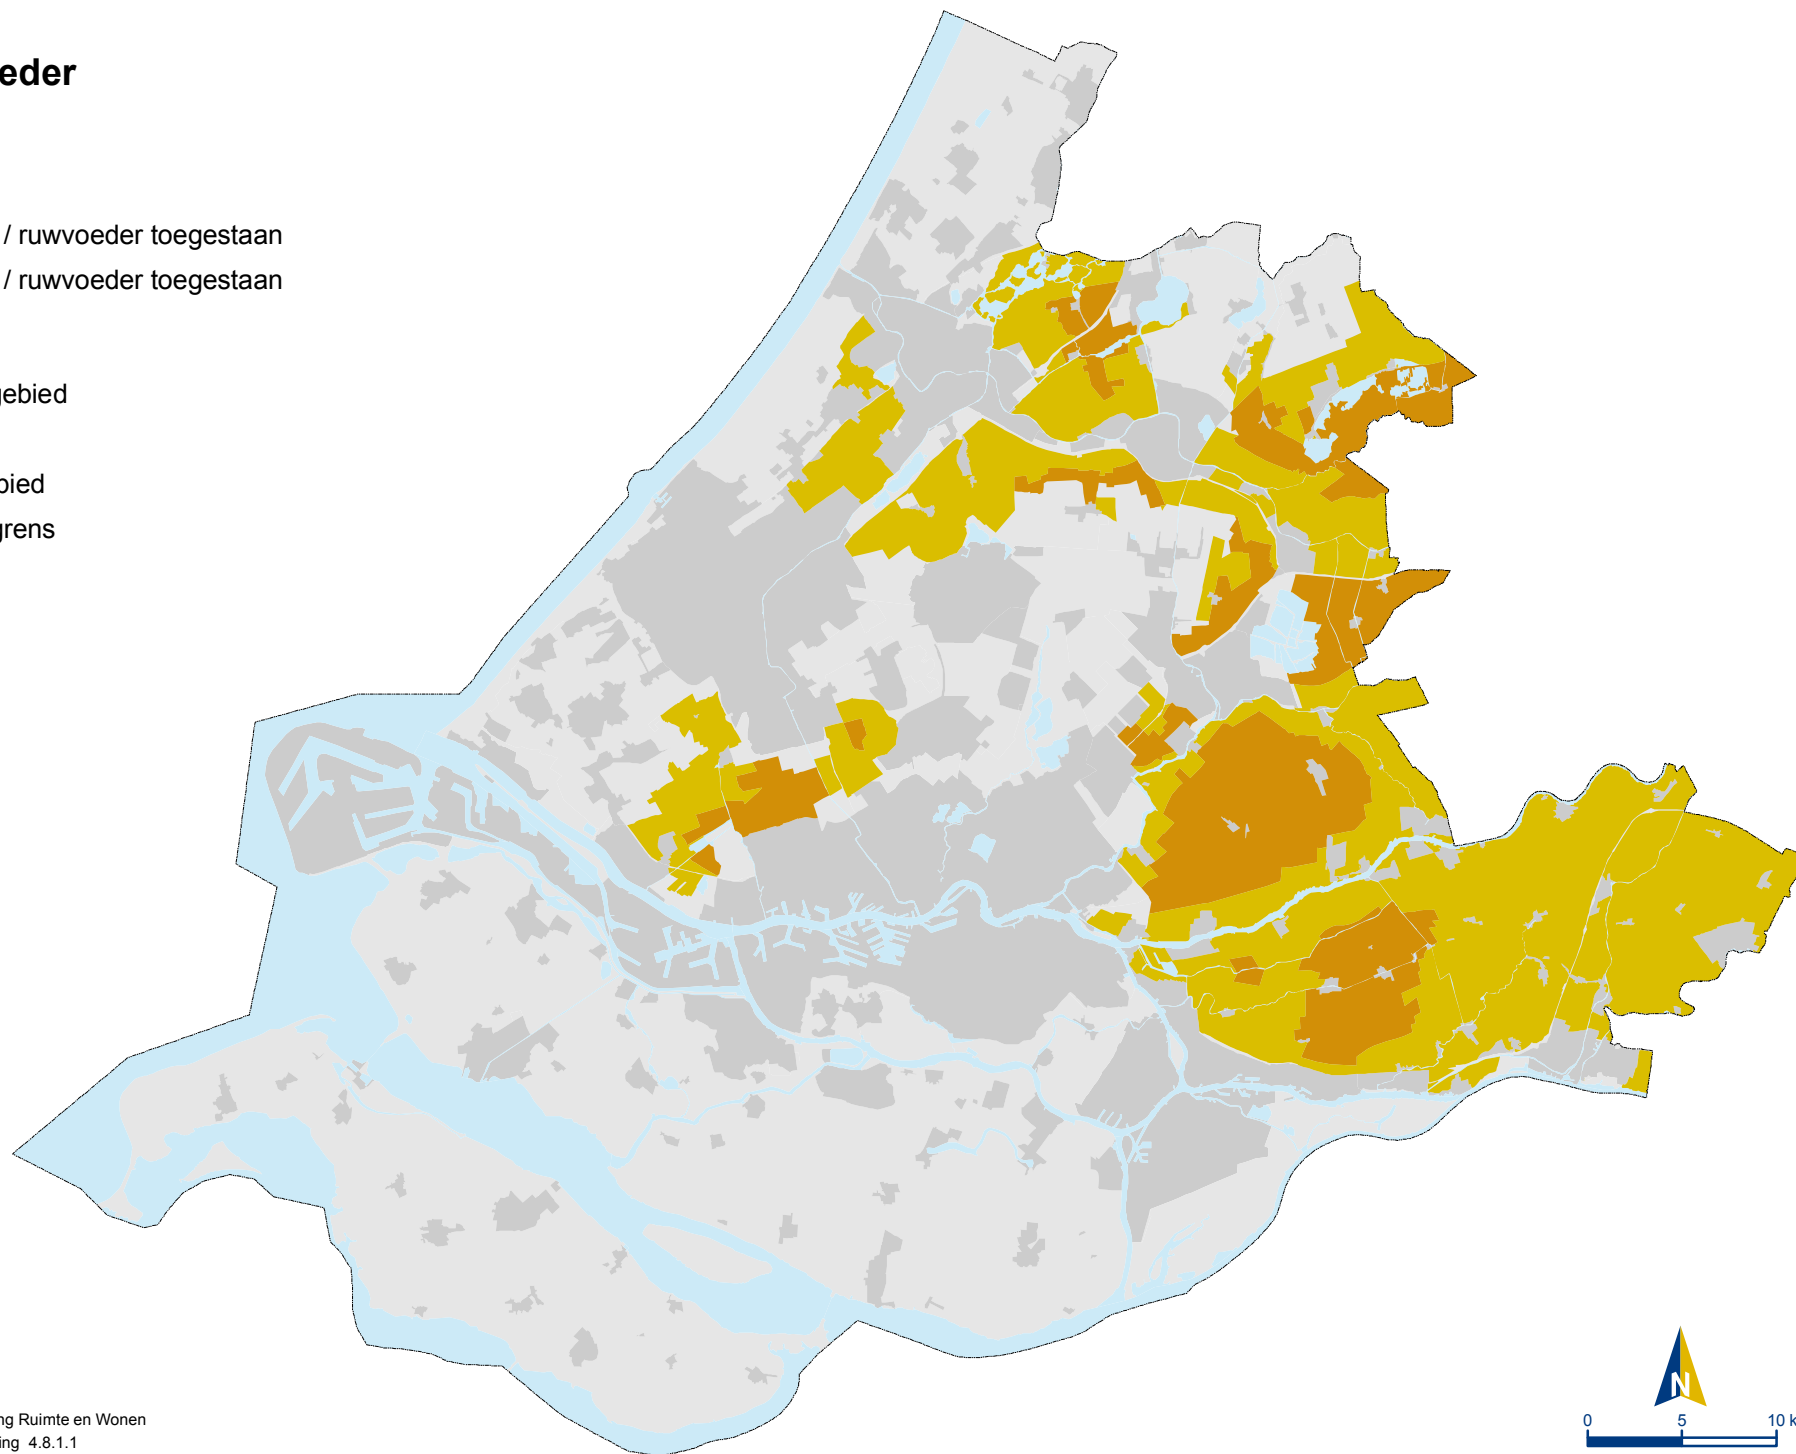 eder
/ ruwvoeder toegestaan
/ ruwvoeder toegestaan
gebied
bied
grens
ng Ruimte en Wonen
ing 4.8.1.1
N
0 5 10 k